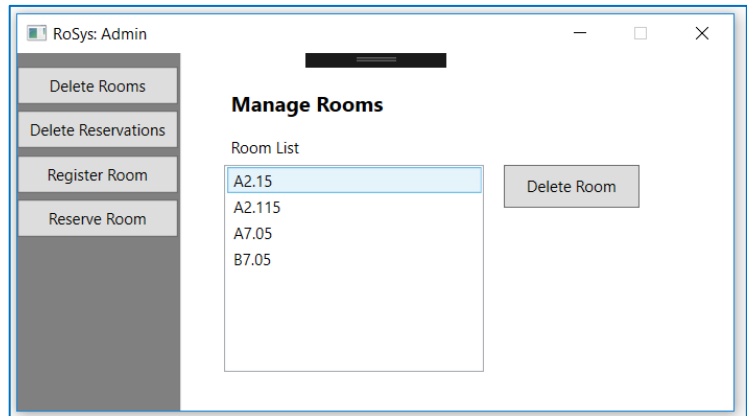 RoSys: Admin
Delete Rooms
Delete Reservations
Register Room
Reserve Room
Manage Rooms
Room List
A2.15
A2.115
A7.05
B7.05
Delete Room